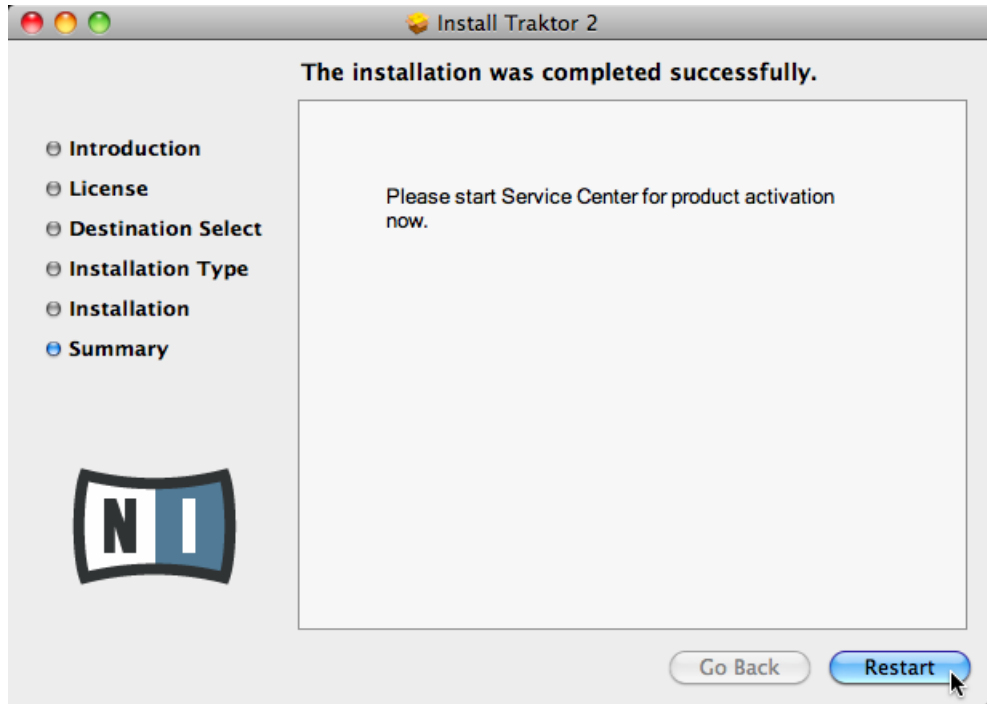 Install Traktor 2
The installation was completed successfully.
Introduction
License
Destination Select
Installation Type
Installation
Summary
Please start Service Center for product activation
now.
NI
Go Back
Restart